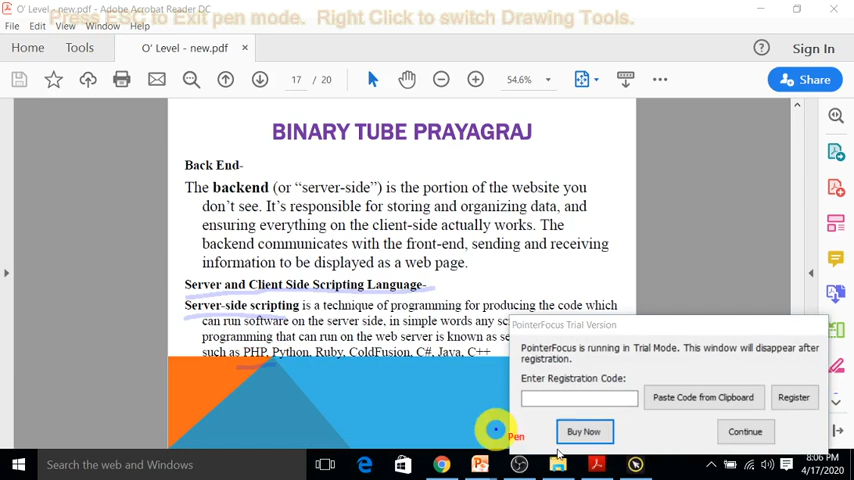 O' Level - new.pdf - Adobe Acrobat Reader DC
Press ESC to Exit pen mode. Right Click to switch Drawing Tools.
File Edit View Window Help
Home Tools O' Level - new.pdf × Sign In
17 / 20 54.6% Share
BINARY TUBE PRAYAGRAJ
Back End-
The backend (or “server-side”) is the portion of the website you
don’t see. It’s responsible for storing and organizing data, and
ensuring everything on the client-side actually works. The
backend communicates with the front-end, sending and receiving
information to be displayed as a web page.
Server and Client Side Scripting Language-
Server-side scripting is a technique of programming for producing the code which
can run software on the server side, in simple words any
programming that can run on the web server is known as
such as PHP, Python, Ruby, ColdFusion, C#, Java, C++
PointerFocus Trial Version
PointerFocus is running in Trial Mode. This window will disappear after
registration.
Enter Registration Code:
Paste Code from Clipboard Register
Buy Now Continue
Pen
Search the web and Windows
8:06 PM
4/17/2020